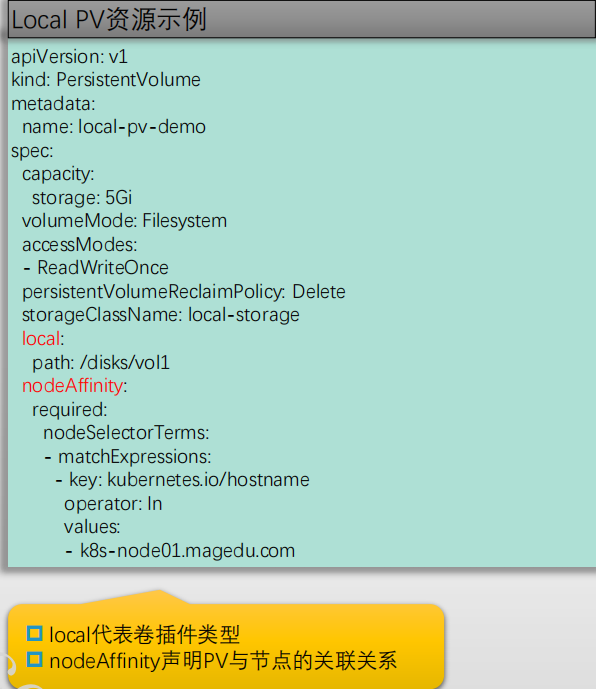 Local PV资源示例
apiVersion: v1
kind: PersistentVolume
metadata:
  name: local-pv-demo
spec:
  capacity:
    storage: 5Gi
  volumeMode: Filesystem
  accessModes:
  - ReadWriteOnce
  persistentVolumeReclaimPolicy: Delete
  storageClassName: local-storage
  local:
    path: /disks/vol1
  nodeAffinity:
    required:
      nodeSelectorTerms:
      - matchExpressions:
        - key: kubernetes.io/hostname
          operator: In
          values:
          - k8s-node01.magedu.com
local代表卷插件类型
nodeAffinity声明PV与节点的关联关系